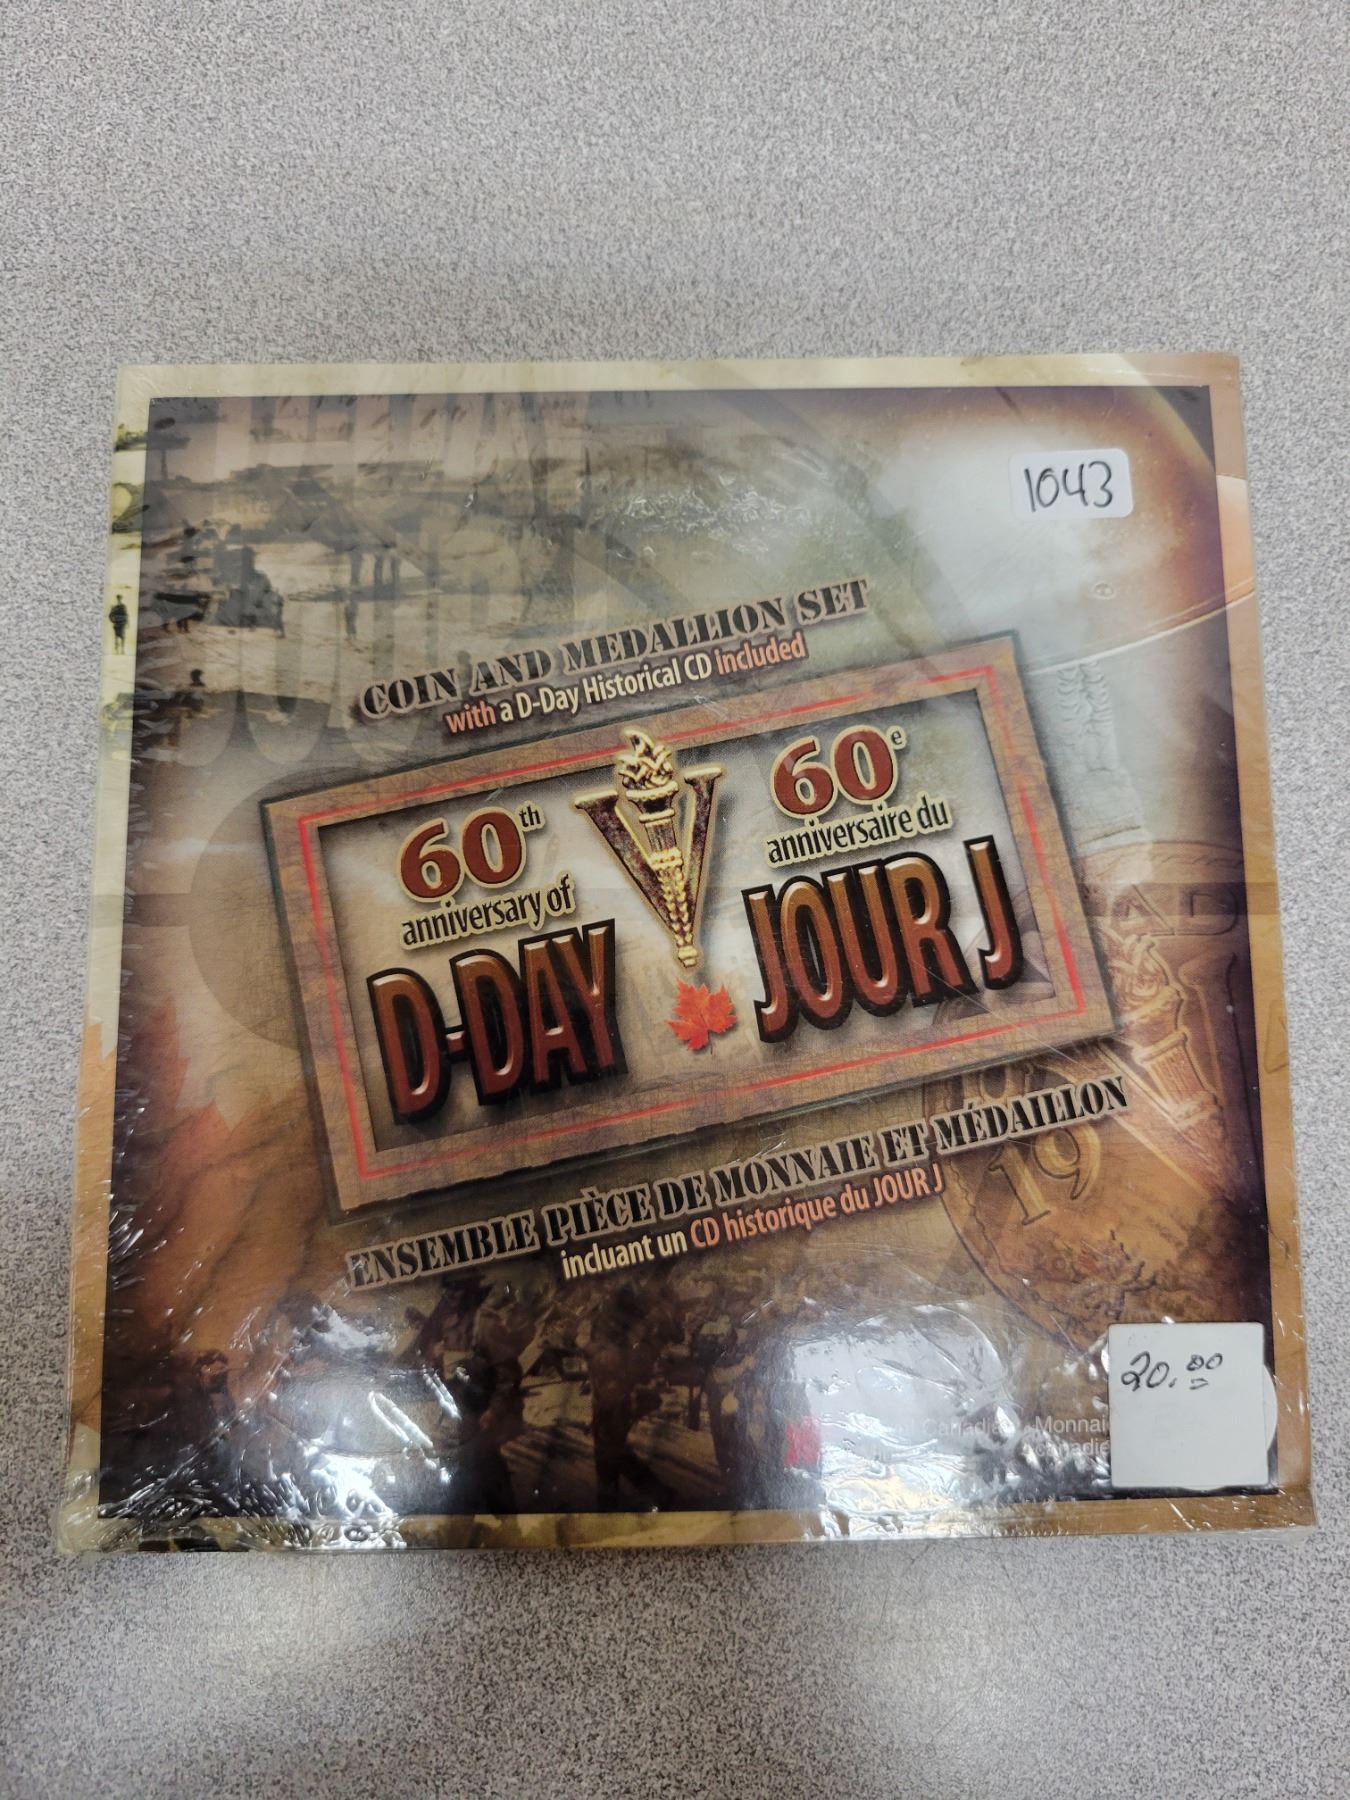 1043
COIN AND MEDALLION SET
with a D-Day Historical CD included
60th
anniversary of
D-DAY
V
60e
anniversaire du
JOUR J
ENSEMBLE PIÈCE DE MONNAIE ET MÉDAILLON
incluant un CD historique du JOUR J
19
20.00